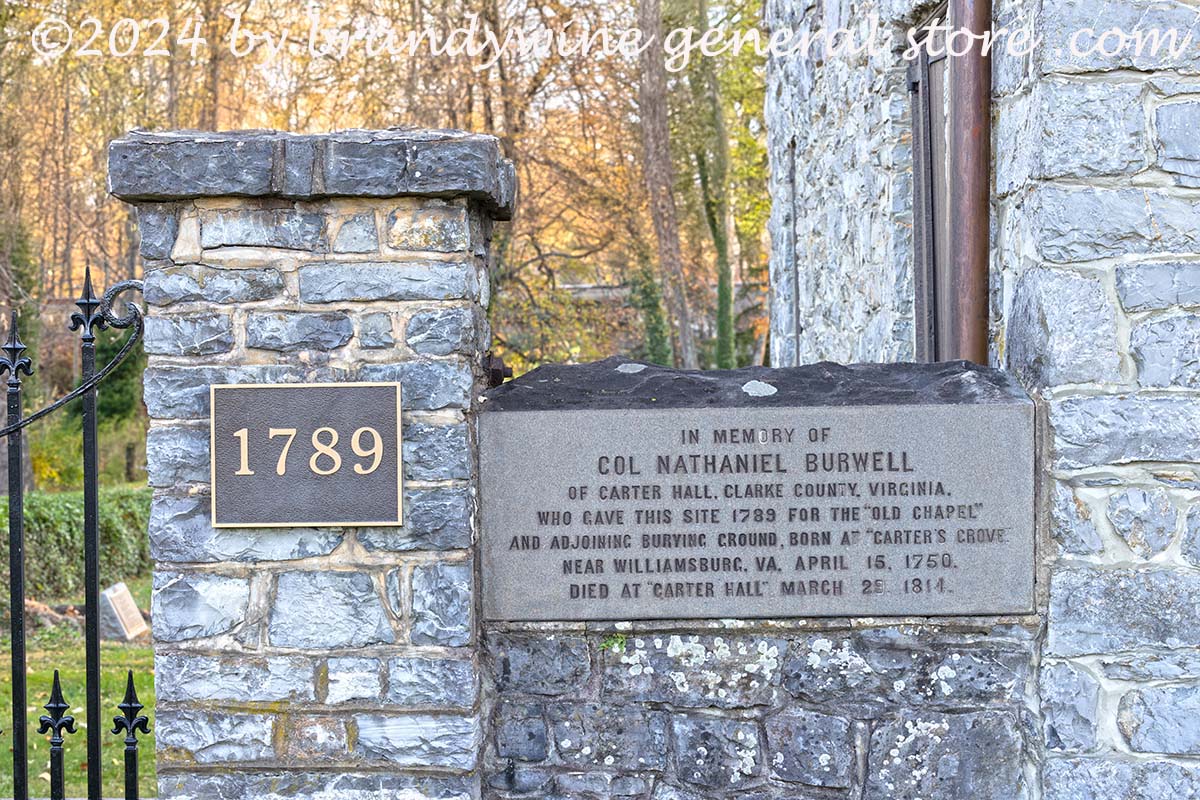 ©2024 by brandywine general store .com
1789
IN MEMORY OF
COL NATHANIEL BURWELL
OF CARTER HALL, CLARKE COUNTY, VIRGINIA,
WHO GAVE THIS SITE 1789 FOR THE "OLD CHAPEL"
AND ADJOINING BURYING GROUND, BORN AT "CARTER'S GROVE"
NEAR WILLIAMSBURG, VA. APRIL 15, 1750.
DIED AT "CARTER HALL" MARCH 29, 1814.